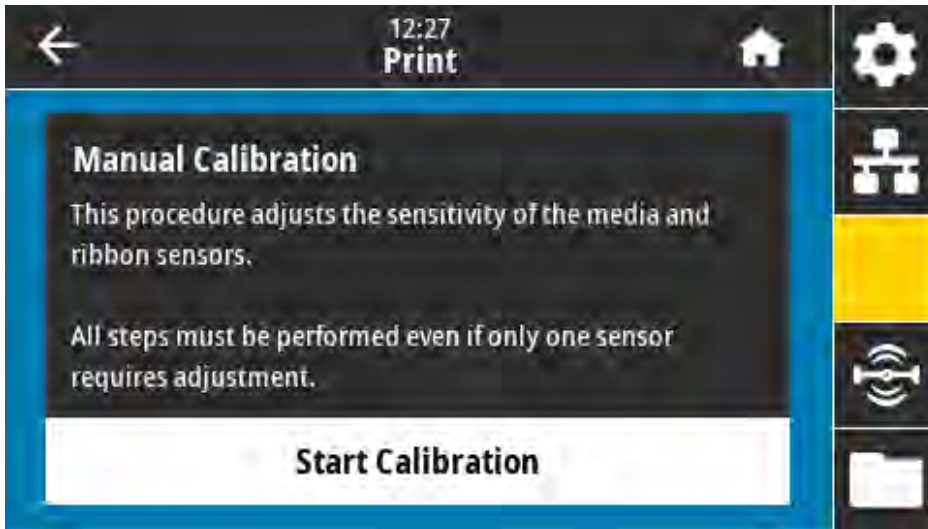 12:27
Print
Manual Calibration
This procedure adjusts the sensitivity of the media and
ribbon sensors.
All steps must be performed even if only one sensor
requires adjustment.
Start Calibration